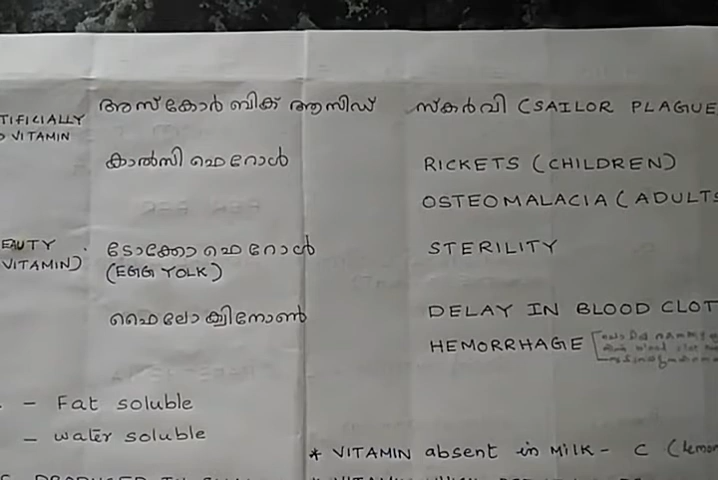 TIFICIALLY അസ്കോർബിക് ആസിഡ് സ്കർവി (SAILOR PLAGUE
VITAMIN
കാൽസിഫെറോൾ RICKETS (CHILDREN)
OSTEOMALACIA (ADULTS
EAUTY ടോക്കോഫെറോൾ STERILITY
VITAMIN) (EGG YOLK)
ഫൈലോക്വിനോൺ DELAY IN BLOOD CLOT
HEMORRHAGE
- Fat soluble
- water soluble
* VITAMIN absent in MILK - C (lemon